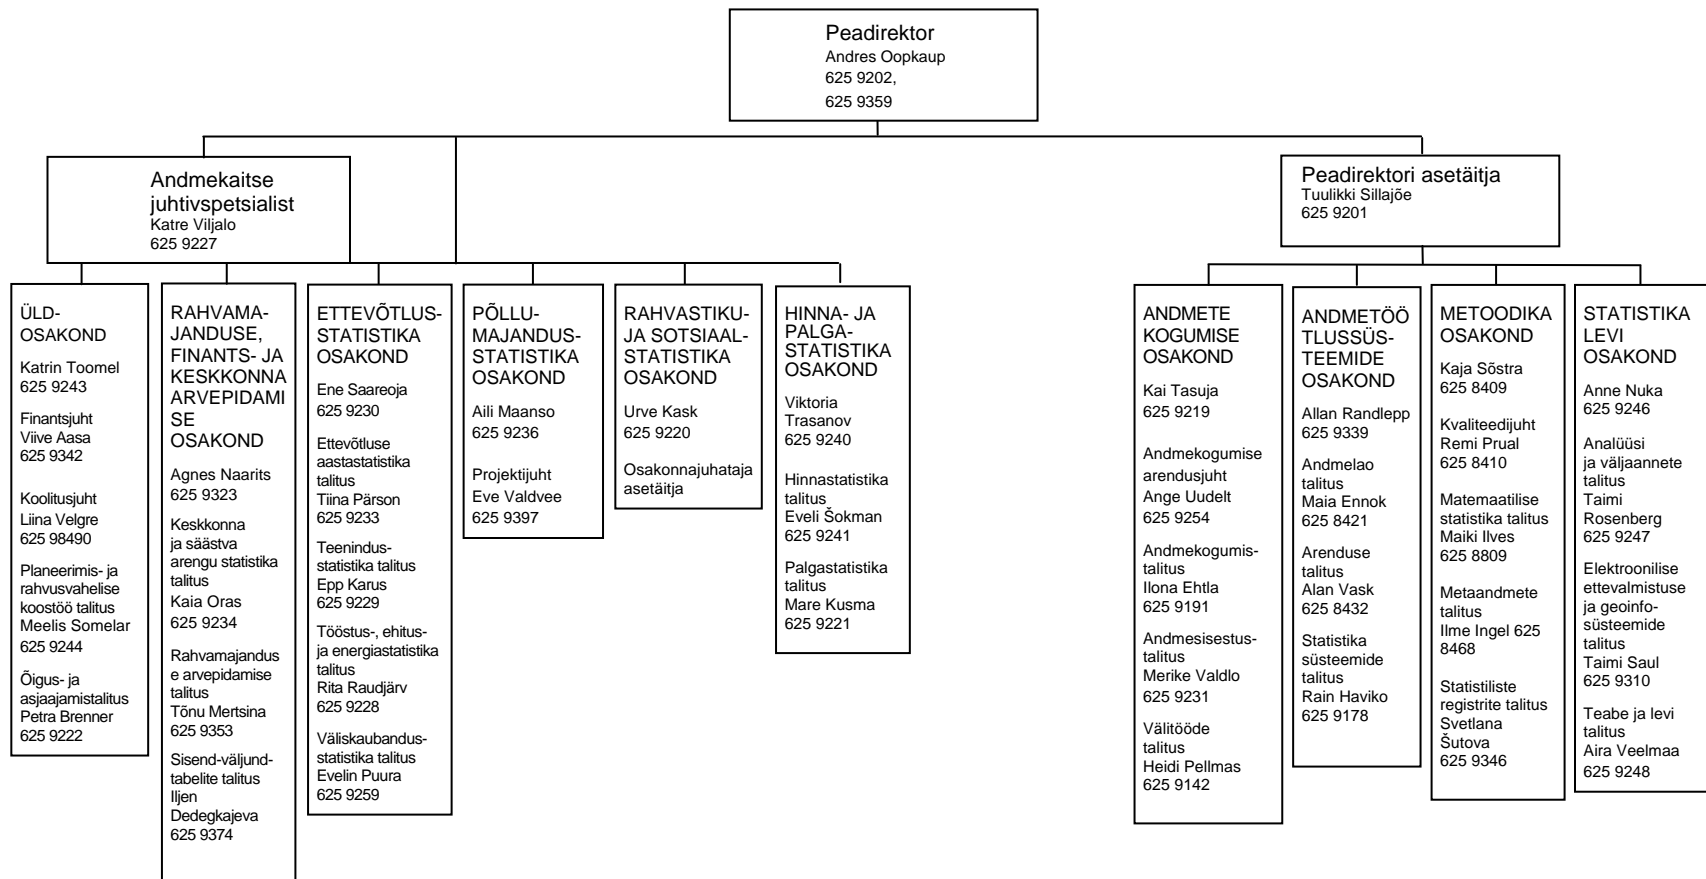 Peadirektor
Andres Oopkaup
625 9202,
625 9359
Andmekaitse
juhtivspetsialist
Katre Viljalo
625 9227
Peadirektori asetäitja
Tuulikki Sillajõe
625 9201
ÜLD-
OSAKOND
Katrin Toomel
625 9243
Finantsjuht
Viive Aasa
625 9342
Koolitusjuht
Liina Velgre
625 98490
Planeerimis- ja
rahvusvahelise
koostöö talitus
Meelis Somelar
625 9244
Õigus- ja
asjaajamistalitus
Petra Brenner
625 9222
RAHVAMA-
JANDUSE,
FINANTS- JA
KESKKONNA
ARVEPIDAMI
SE
OSAKOND
Agnes Naarits
625 9323
Keskkonna
ja säästva
arengu statistika
talitus
Kaia Oras
625 9234
Rahvamajandus
e arvepidamise
talitus
Tõnu Mertsina
625 9353
Sisend-väljund-
tabelite talitus
Iljen
Dedegkajeva
625 9374
ETTEVÕTLUS-
STATISTIKA
OSAKOND
Ene Saareoja
625 9230
Ettevõtluse
aastastatistika
talitus
Tiina Pärson
625 9233
Teenindus-
statistika talitus
Epp Karus
625 9229
Tööstus-, ehitus-
ja energiastatistika
talitus
Rita Raudjärv
625 9228
Väliskaubandus-
statistika talitus
Evelin Puura
625 9259
PÕLLU-
MAJANDUS-
STATISTIKA
OSAKOND
Aili Maanso
625 9236
Projektijuht
Eve Valdvee
625 9397
RAHVASTIKU-
JA SOTSIAAL-
STATISTIKA
OSAKOND
Urve Kask
625 9220
Osakonnajuhataja
asetäitja
HINNA- JA
PALGA-
STATISTIKA
OSAKOND
Viktoria
Trasanov
625 9240
Hinnastatistika
talitus
Eveli Šokman
625 9241
Palgastatistika
talitus
Mare Kusma
625 9221
ANDMETE
KOGUMISE
OSAKOND
Kai Tasuja
625 9219
Andmekogumise
arendusjuht
Ange Uudelt
625 9254
Andmekogumis-
talitus
Ilona Ehtla
625 9191
Andmesisestus-
talitus
Merike Valdlo
625 9231
Välitööde
talitus
Heidi Pellmas
625 9142
ANDMETÖÖ
TLUSSÜS-
TEEMIDE
OSAKOND
Allan Randlepp
625 9339
Andmelao
talitus
Maia Ennok
625 8421
Arenduse
talitus
Alan Vask
625 8432
Statistika
süsteemide
talitus
Rain Haviko
625 9178
METOODIKA
OSAKOND
Kaja Sõstra
625 8409
Kvaliteedijuht
Remi Prual
625 8410
Matemaatilise
statistika talitus
Maiki Ilves
625 8809
Metaandmete
talitus
Ilme Ingel 625
8468
Statistiliste
registrite talitus
Svetlana
Šutova
625 9346
STATISTIKA
LEVI
OSAKOND
Anne Nuka
625 9246
Analüüsi
ja väljaannete
talitus
Taimi
Rosenberg
625 9247
Elektroonilise
ettevalmistuse
ja geoinfo-
süsteemide
talitus
Taimi Saul
625 9310
Teabe ja levi
talitus
Aira Veelmaa
625 9248